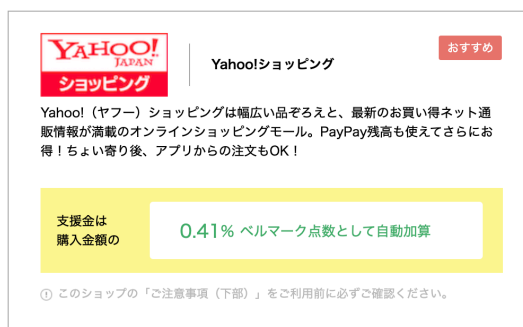 YAHOO!
JAPAN
ショッピング
Yahoo!ショッピング
おすすめ
Yahoo!（ヤフー）ショッピングは幅広い品ぞろえと、最新のお買い得ネット通
販情報が満載のオンラインショッピングモール。PayPay残高も使えてさらにお
得！ちょい寄り後、アプリからの注文もOK！
支援金は
購入金額の
0.41% ベルマーク点数として自動加算
このショップの「ご注意事項（下部）」をご利用前に必ずご確認ください。